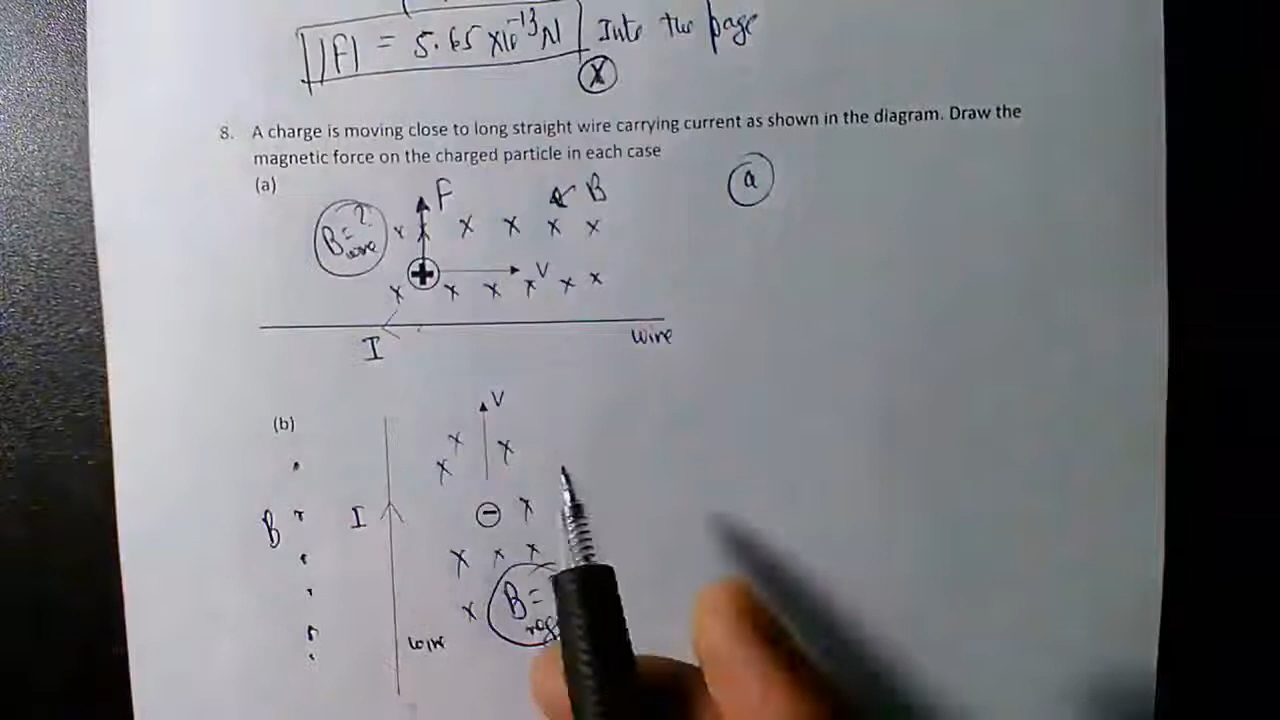 |F| = 5.65 x10⁻¹³N Into the page
X
8. A charge is moving close to long straight wire carrying current as shown in the diagram. Draw the
magnetic force on the charged particle in each case
(a)
a
F
B
B=?
wire
x x x x x x
+ V
x x x x x x
I
wire
(b)
V
x x
x
B I
- x
x x x
B=
x
wire